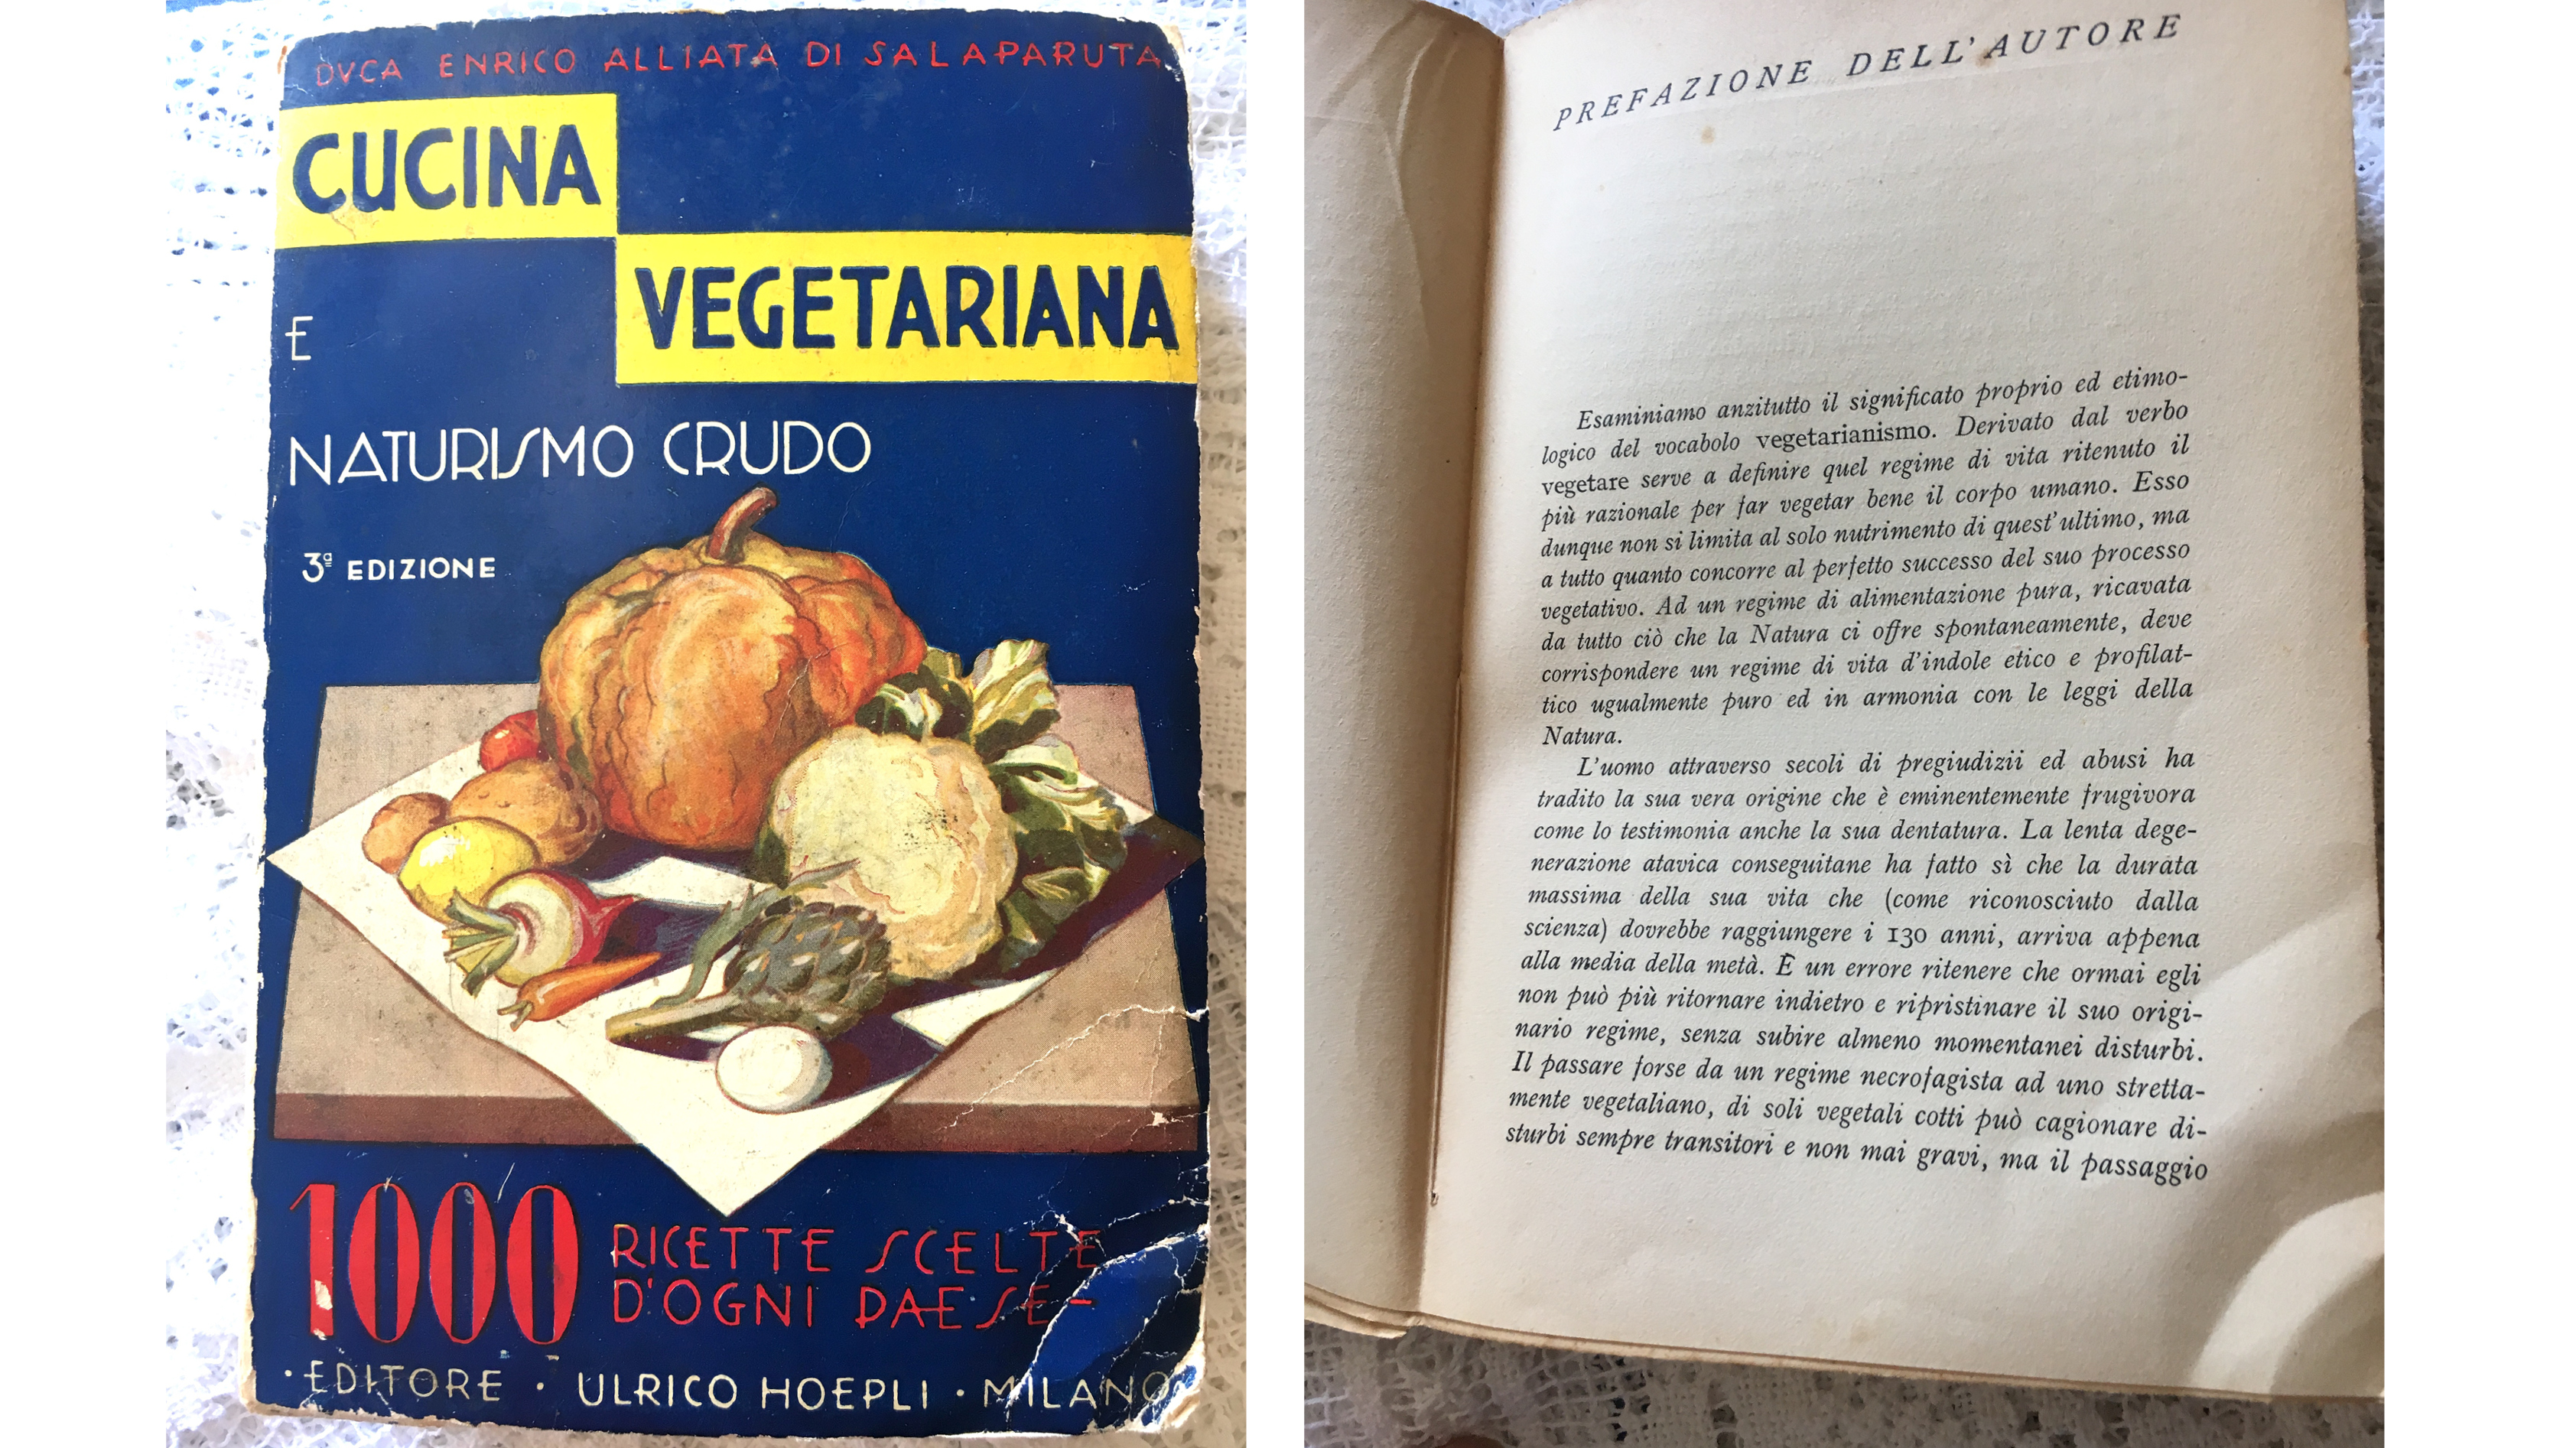 DVCA ENRICO ALLIATA DI SALAPARUTA
CUCINA
VEGETARIANA
E
NATURISMO CRUDO
3ª EDIZIONE
1000
RICETTE SCELTE
D'OGNI PAESE-
·EDITORE · ULRICO HOEPLI · MILANO
PREFAZIONE DELL'AUTORE
Esaminiamo anzitutto il significato proprio ed etimo-
logico del vocabolo vegetarianismo. Derivato dal verbo
vegetare serve a definire quel regime di vita ritenuto il
più razionale per far vegetar bene il corpo umano. Esso
dunque non si limita al solo nutrimento di quest'ultimo, ma
a tutto quanto concorre al perfetto successo del suo processo
vegetativo. Ad un regime di alimentazione pura, ricavata
da tutto ciò che la Natura ci offre spontaneamente, deve
corrispondere un regime di vita d'indole etico e profilat-
tico ugualmente puro ed in armonia con le leggi della
Natura.
L'uomo attraverso secoli di pregiudizii ed abusi ha
tradito la sua vera origine che è eminentemente frugivora
come lo testimonia anche la sua dentatura. La lenta dege-
nerazione atavica conseguitane ha fatto sì che la durata
massima della sua vita che (come riconosciuto dalla
scienza) dovrebbe raggiungere i 130 anni, arriva appena
alla media della metà. È un errore ritenere che ormai egli
non può più ritornare indietro e ripristinare il suo origi-
nario regime, senza subire almeno momentanei disturbi.
Il passare forse da un regime necrofagista ad uno stretta-
mente vegetaliano, di soli vegetali cotti può cagionare di-
sturbi sempre transitori e non mai gravi, ma il passaggio